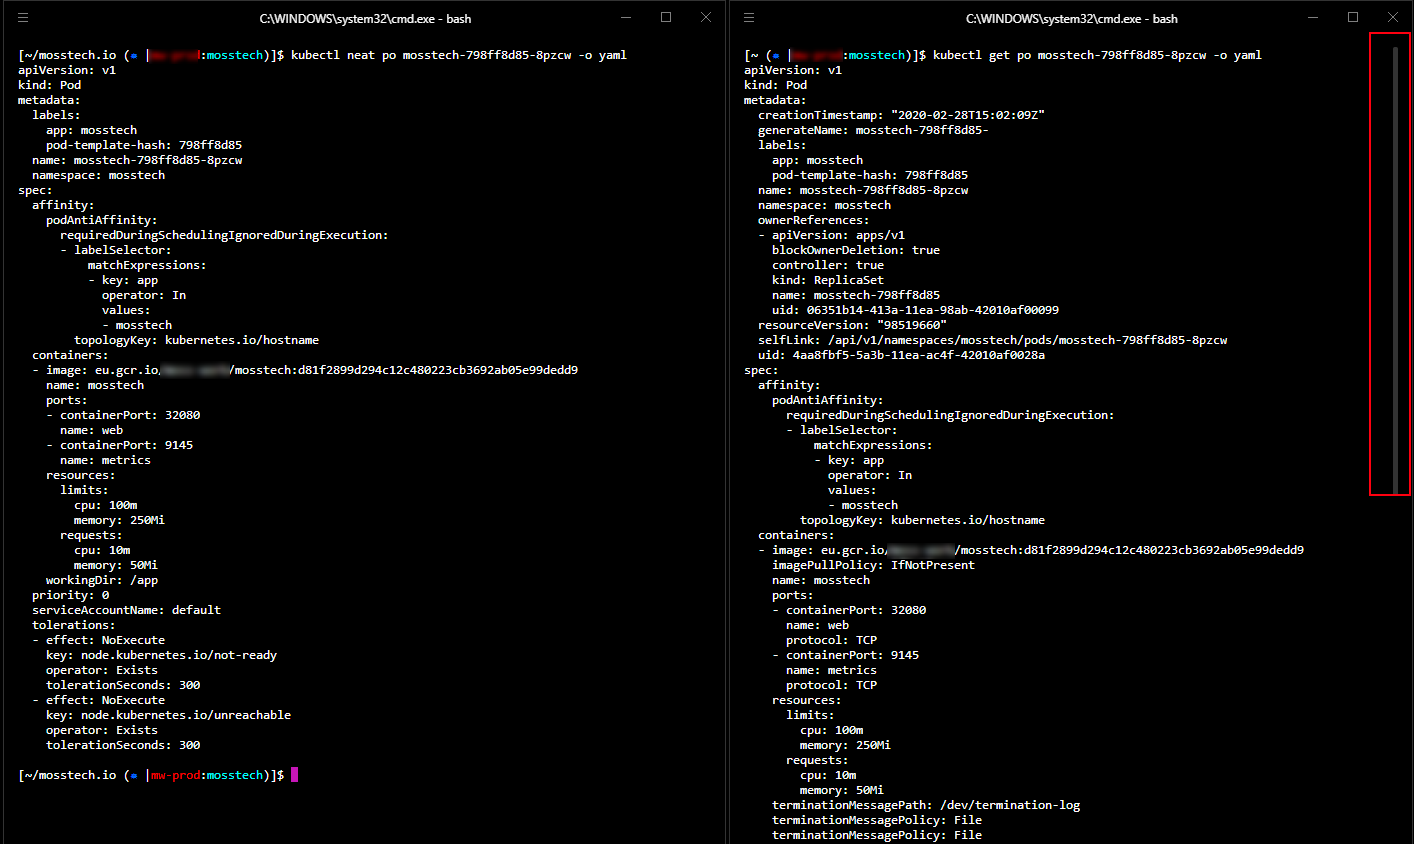 C:\WINDOWS\system32\cmd.exe - bash
[~/mosstech.io ( | :mosstech)]$ kubectl neat po mosstech-798ff8d85-8pzcw -o yaml
apiVersion: v1
kind: Pod
metadata:
  labels:
    app: mosstech
    pod-template-hash: 798ff8d85
  name: mosstech-798ff8d85-8pzcw
  namespace: mosstech
spec:
  affinity:
    podAntiAffinity:
      requiredDuringSchedulingIgnoredDuringExecution:
      - labelSelector:
          matchExpressions:
          - key: app
            operator: In
            values:
            - mosstech
        topologyKey: kubernetes.io/hostname
  containers:
  - image: eu.gcr.io/ /mosstech:d81f2899d294c12c480223cb3692ab05e99dedd9
    name: mosstech
    ports:
    - containerPort: 32080
      name: web
    - containerPort: 9145
      name: metrics
    resources:
      limits:
        cpu: 100m
        memory: 250Mi
      requests:
        cpu: 10m
        memory: 50Mi
    workingDir: /app
  priority: 0
  serviceAccountName: default
  tolerations:
  - effect: NoExecute
    key: node.kubernetes.io/not-ready
    operator: Exists
    tolerationSeconds: 300
  - effect: NoExecute
    key: node.kubernetes.io/unreachable
    operator: Exists
    tolerationSeconds: 300
[~/mosstech.io ( |mw-prod:mosstech)]$
C:\WINDOWS\system32\cmd.exe - bash
[~ ( | :mosstech)]$ kubectl get po mosstech-798ff8d85-8pzcw -o yaml
apiVersion: v1
kind: Pod
metadata:
  creationTimestamp: "2020-02-28T15:02:09Z"
  generateName: mosstech-798ff8d85-
  labels:
    app: mosstech
    pod-template-hash: 798ff8d85
  name: mosstech-798ff8d85-8pzcw
  namespace: mosstech
  ownerReferences:
  - apiVersion: apps/v1
    blockOwnerDeletion: true
    controller: true
    kind: ReplicaSet
    name: mosstech-798ff8d85
    uid: 06351b14-413a-11ea-98ab-42010af00099
  resourceVersion: "98519660"
  selfLink: /api/v1/namespaces/mosstech/pods/mosstech-798ff8d85-8pzcw
  uid: 4aa8fbf5-5a3b-11ea-ac4f-42010af0028a
spec:
  affinity:
    podAntiAffinity:
      requiredDuringSchedulingIgnoredDuringExecution:
      - labelSelector:
          matchExpressions:
          - key: app
            operator: In
            values:
            - mosstech
        topologyKey: kubernetes.io/hostname
  containers:
  - image: eu.gcr.io/ /mosstech:d81f2899d294c12c480223cb3692ab05e99dedd9
    imagePullPolicy: IfNotPresent
    name: mosstech
    ports:
    - containerPort: 32080
      name: web
      protocol: TCP
    - containerPort: 9145
      name: metrics
      protocol: TCP
    resources:
      limits:
        cpu: 100m
        memory: 250Mi
      requests:
        cpu: 10m
        memory: 50Mi
    terminationMessagePath: /dev/termination-log
    terminationMessagePolicy: File
    terminationMessagePolicy: File